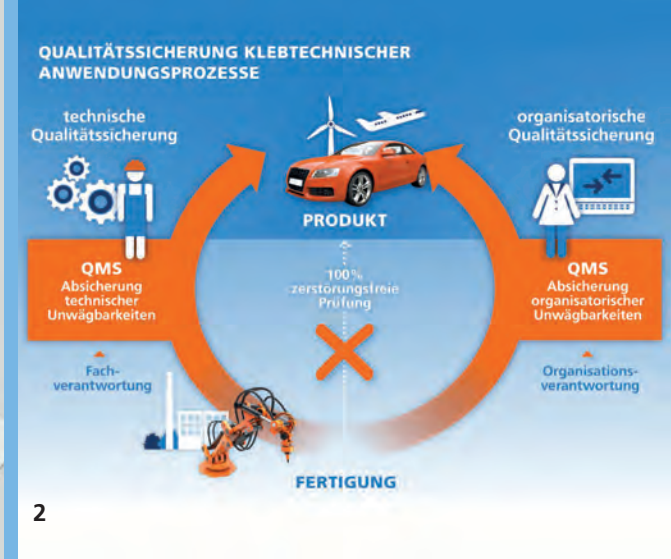 QUALITÄTSSICHERUNG KLEBTECHNISCHER
ANWENDUNGSPROZESSE
technische
Qualitätssicherung
organisatorische
Qualitätssicherung
PRODUKT
100%
zerstörungsfreie
Prüfung
QMS
Absicherung
technischer
Unwägbarkeiten
QMS
Absicherung
organisatorischer
Unwägbarkeiten
Fach-
verantwortung
Organisations-
verantwortung
FERTIGUNG
2